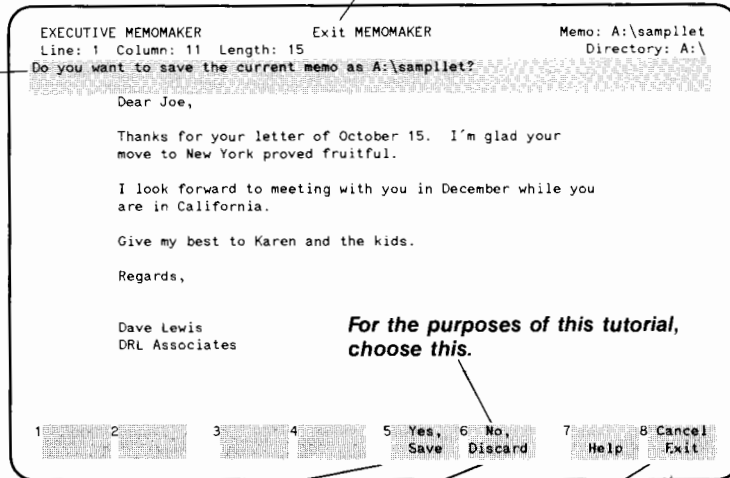 EXECUTIVE MEMOMAKER Exit MEMOMAKER Memo: A:\sampllet
Line: 1 Column: 11 Length: 15 Directory: A:\
Do you want to save the current memo as A:\sampllet?
Dear Joe,
Thanks for your letter of October 15. I'm glad your
move to New York proved fruitful.
I look forward to meeting with you in December while you
are in California.
Give my best to Karen and the kids.
Regards,
Dave Lewis
DRL Associates
For the purposes of this tutorial,
choose this.
1 2 3 4 5 Yes, 6 No, 7 8 Cancel
Save Discard Help Exit